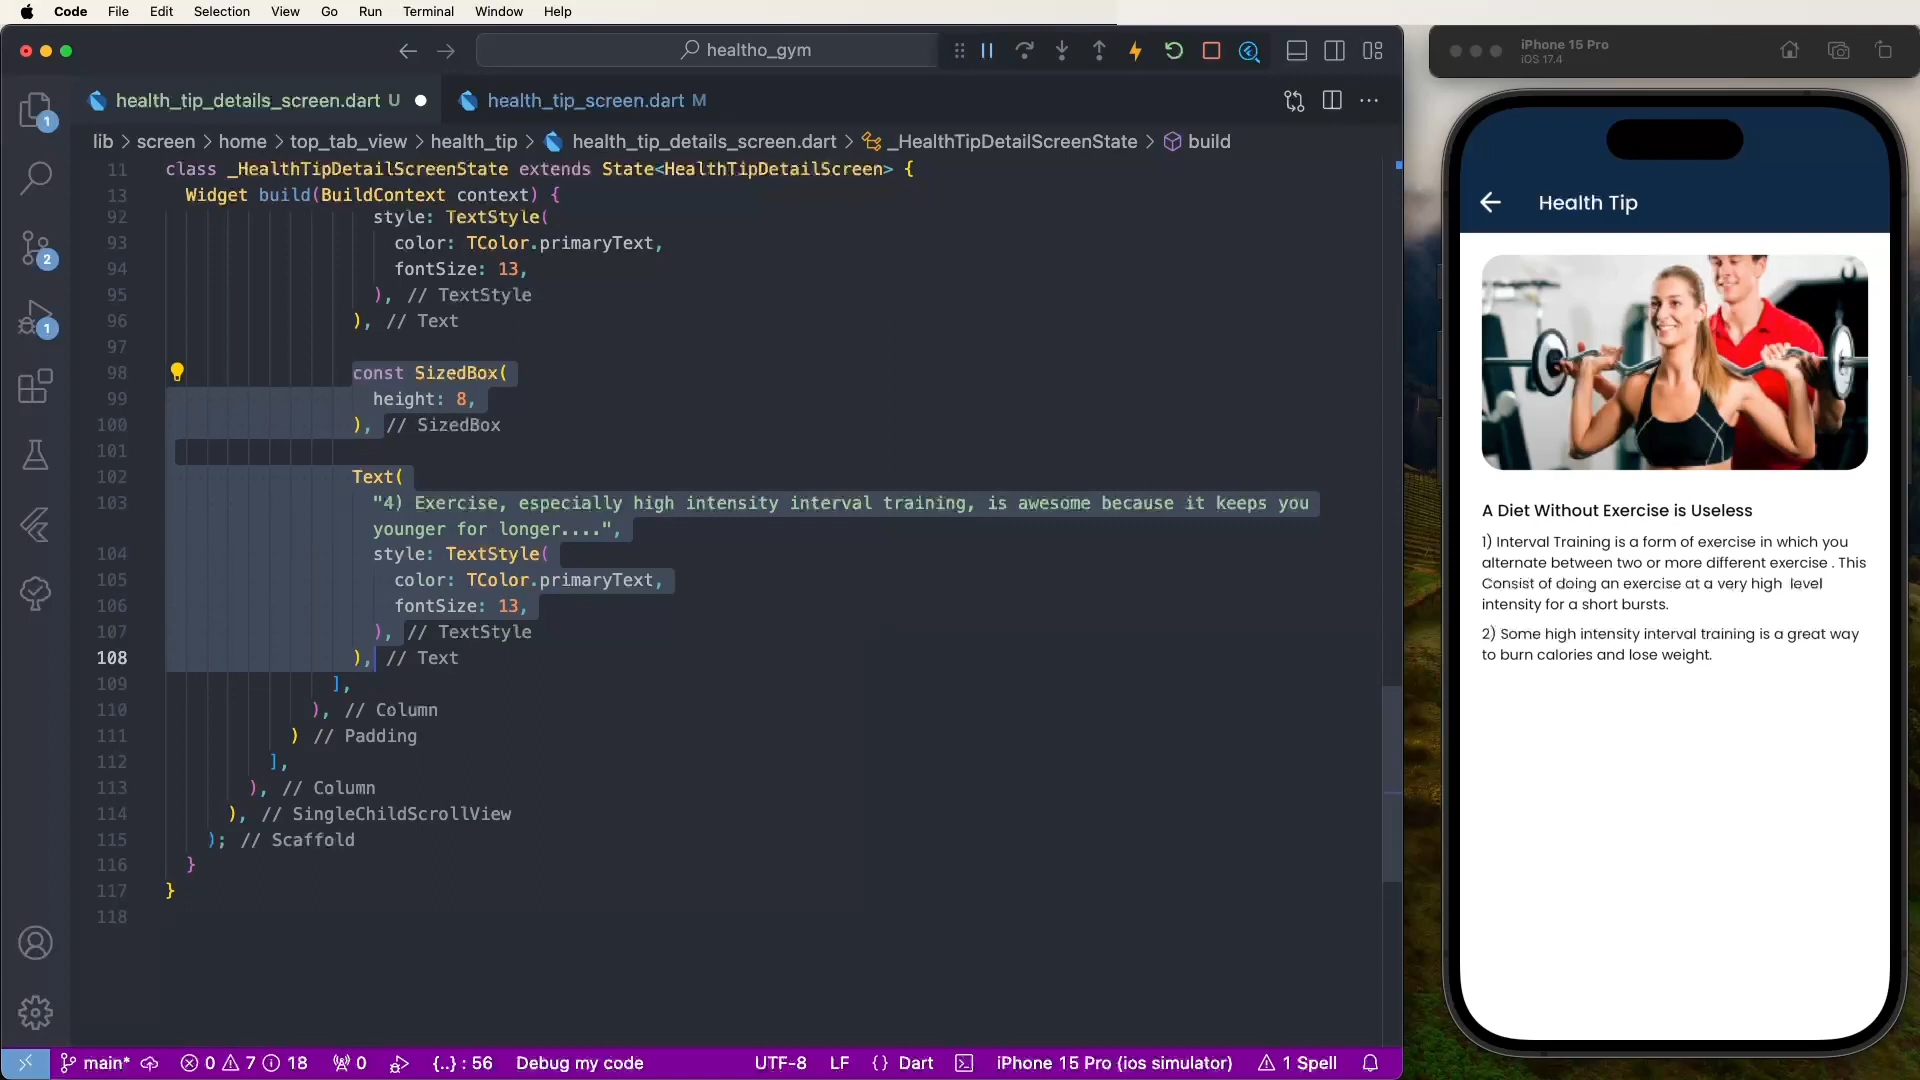 Code File Edit Selection View Go Run Terminal Window Help
healtho_gym
health_tip_details_screen.dart U
health_tip_screen.dart M
lib > screen > home > top_tab_view > health_tip > health_tip_details_screen.dart > _HealthTipDetailScreenState > build
11 class _HealthTipDetailScreenState extends State<HealthTipDetailScreen> {
13 Widget build(BuildContext context) {
92 style: TextStyle(
93 color: TColor.primaryText,
94 fontSize: 13,
95 ), // TextStyle
96 ), // Text
97
98 const SizedBox(
99 height: 8,
100 ), // SizedBox
101
102 Text(
103 "4) Exercise, especially high intensity interval training, is awesome because it keeps you
younger for longer....",
104 style: TextStyle(
105 color: TColor.primaryText,
106 fontSize: 13,
107 ), // TextStyle
108 ), // Text
109 ],
110 ), // Column
111 ) // Padding
112 ],
113 ), // Column
114 ), // SingleChildScrollView
115 ); // Scaffold
116 }
117 }
118
1
2
1
main* 0 7 18 0 {..} : 56 Debug my code UTF-8 LF {} Dart iPhone 15 Pro (ios simulator) 1 Spell
iPhone 15 Pro
iOS 17.4
Health Tip
A Diet Without Exercise is Useless
1) Interval Training is a form of exercise in which you
alternate between two or more different exercise . This
Consist of doing an exercise at a very high level
intensity for a short bursts.
2) Some high intensity interval training is a great way
to burn calories and lose weight.